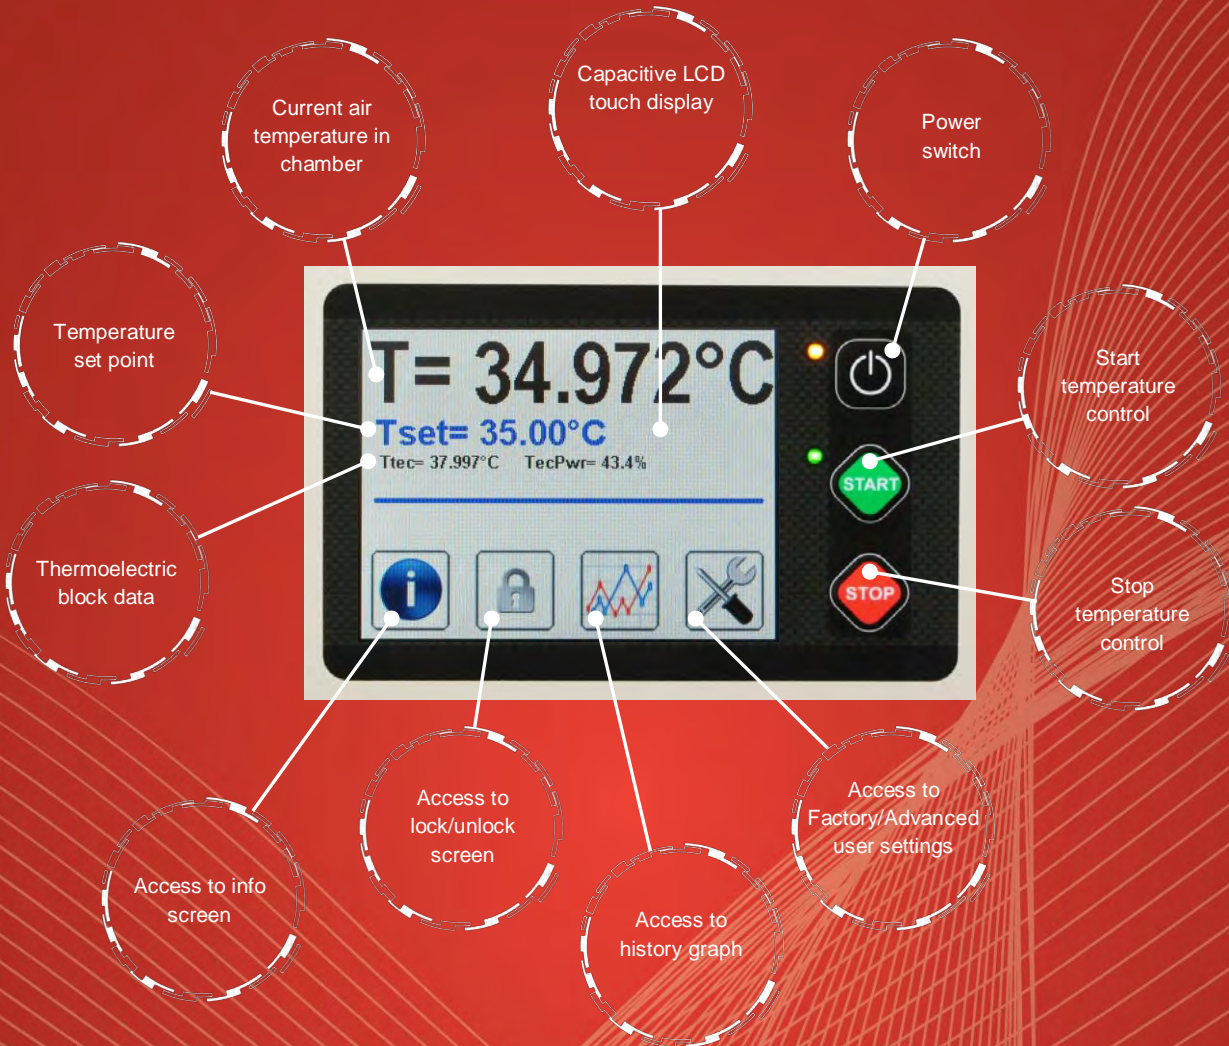 Capacitive LCD
touch display
Current air
temperature in
chamber
Power
switch
Temperature
set point
Start
temperature
control
T= 34.972°C
Tset= 35.00°C
Ttec= 37.997°C TecPwr= 43.4%
START
Thermoelectric
block data
i
STOP
Stop
temperature
control
Access to
lock/unlock
screen
Access to
Factory/Advanced
user settings
Access to info
screen
Access to
history graph